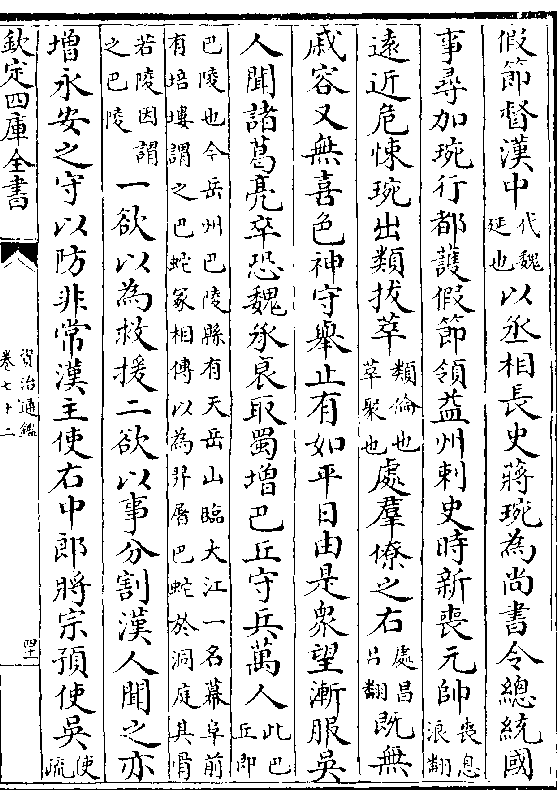 假節督漢中代魏延也以丞相長史蔣琬為尚書令總統國
事尋加琬行都護假節領益州刺史時新喪元帥喪息浪翻
遠近危悚琬出類拔萃類倫也草聚也處羣僚之右處昌呂翻既無
戚容又無喜色神守舉止有如平日由是衆望漸服吳
人聞諸葛亮卒恐魏承衰取蜀增巴丘守兵萬人此巴丘即
巴陵也今岳州巴陵縣有天岳山臨大江一名幕阜前有培塿謂之巴蛇冢相傳以為羿屠巴蛇於洞庭其骨
若陵因謂之巴陵一欲以為救援二欲以事分割漢人聞之亦
增永安之守以防非常漢主使右中郎將宗預使吳使疏
欽定四庫全書
資治通鑑
卷七十二
四十